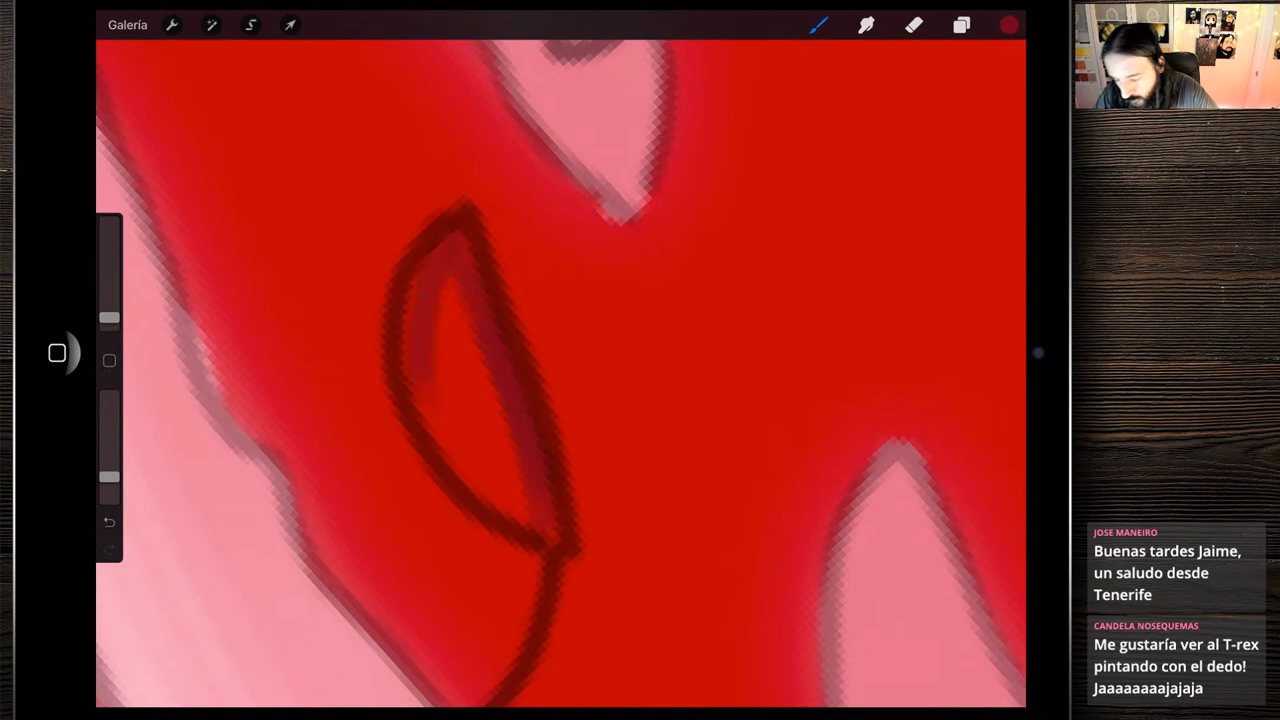 Galería
JOSE MANEIRO
Buenas tardes Jaime,
un saludo desde
Tenerife
CANDELA NOSEQUEMAS
Me gustaría ver al T-rex
pintando con el dedo!
Jaaaaaaaajajaja